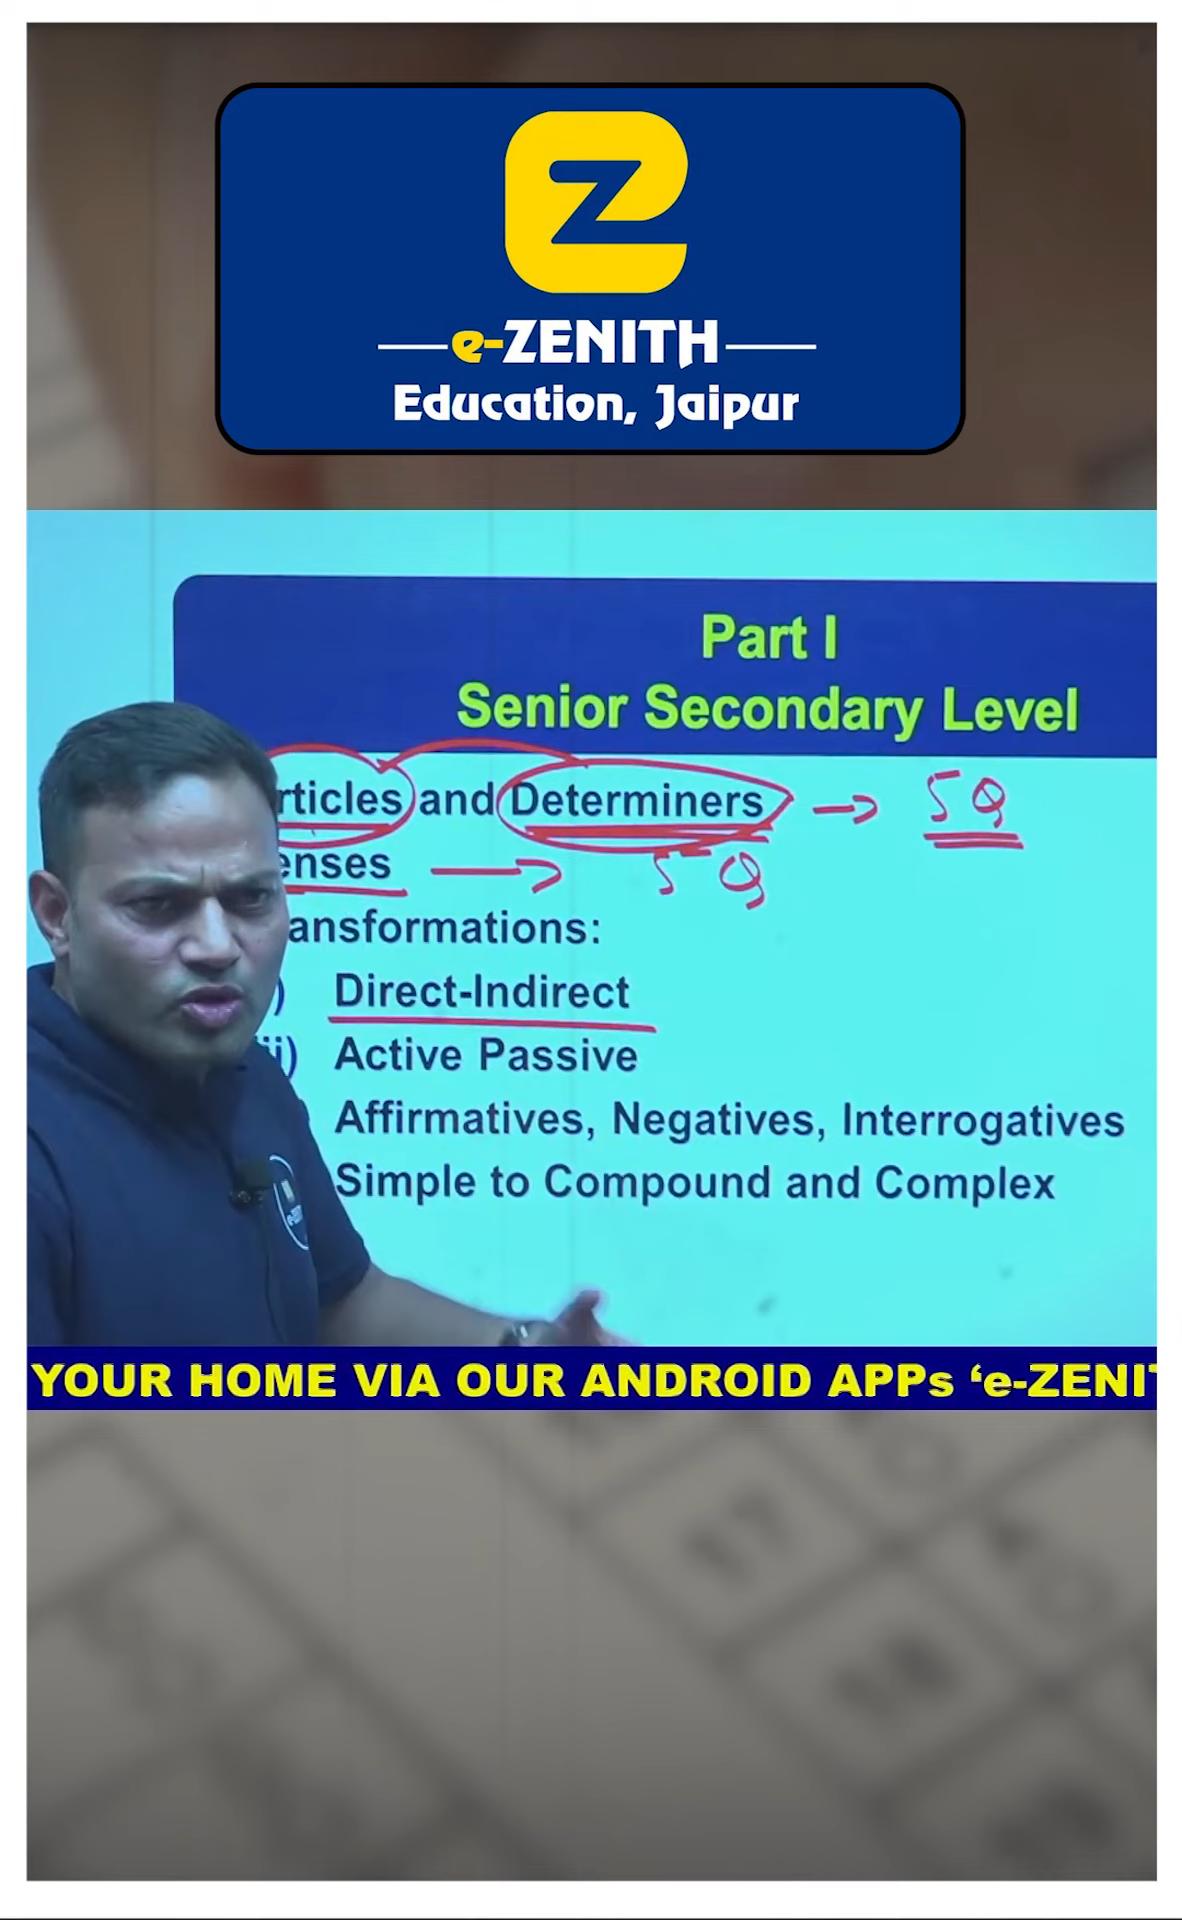 e-ZENITH
Education, Jaipur
Part I
Senior Secondary Level
rticles and Determiners → 5Q
enses → 5Q
ansformations:
) Direct-Indirect
ii) Active Passive
Affirmatives, Negatives, Interrogatives
Simple to Compound and Complex
YOUR HOME VIA OUR ANDROID APPs ‘e-ZENI